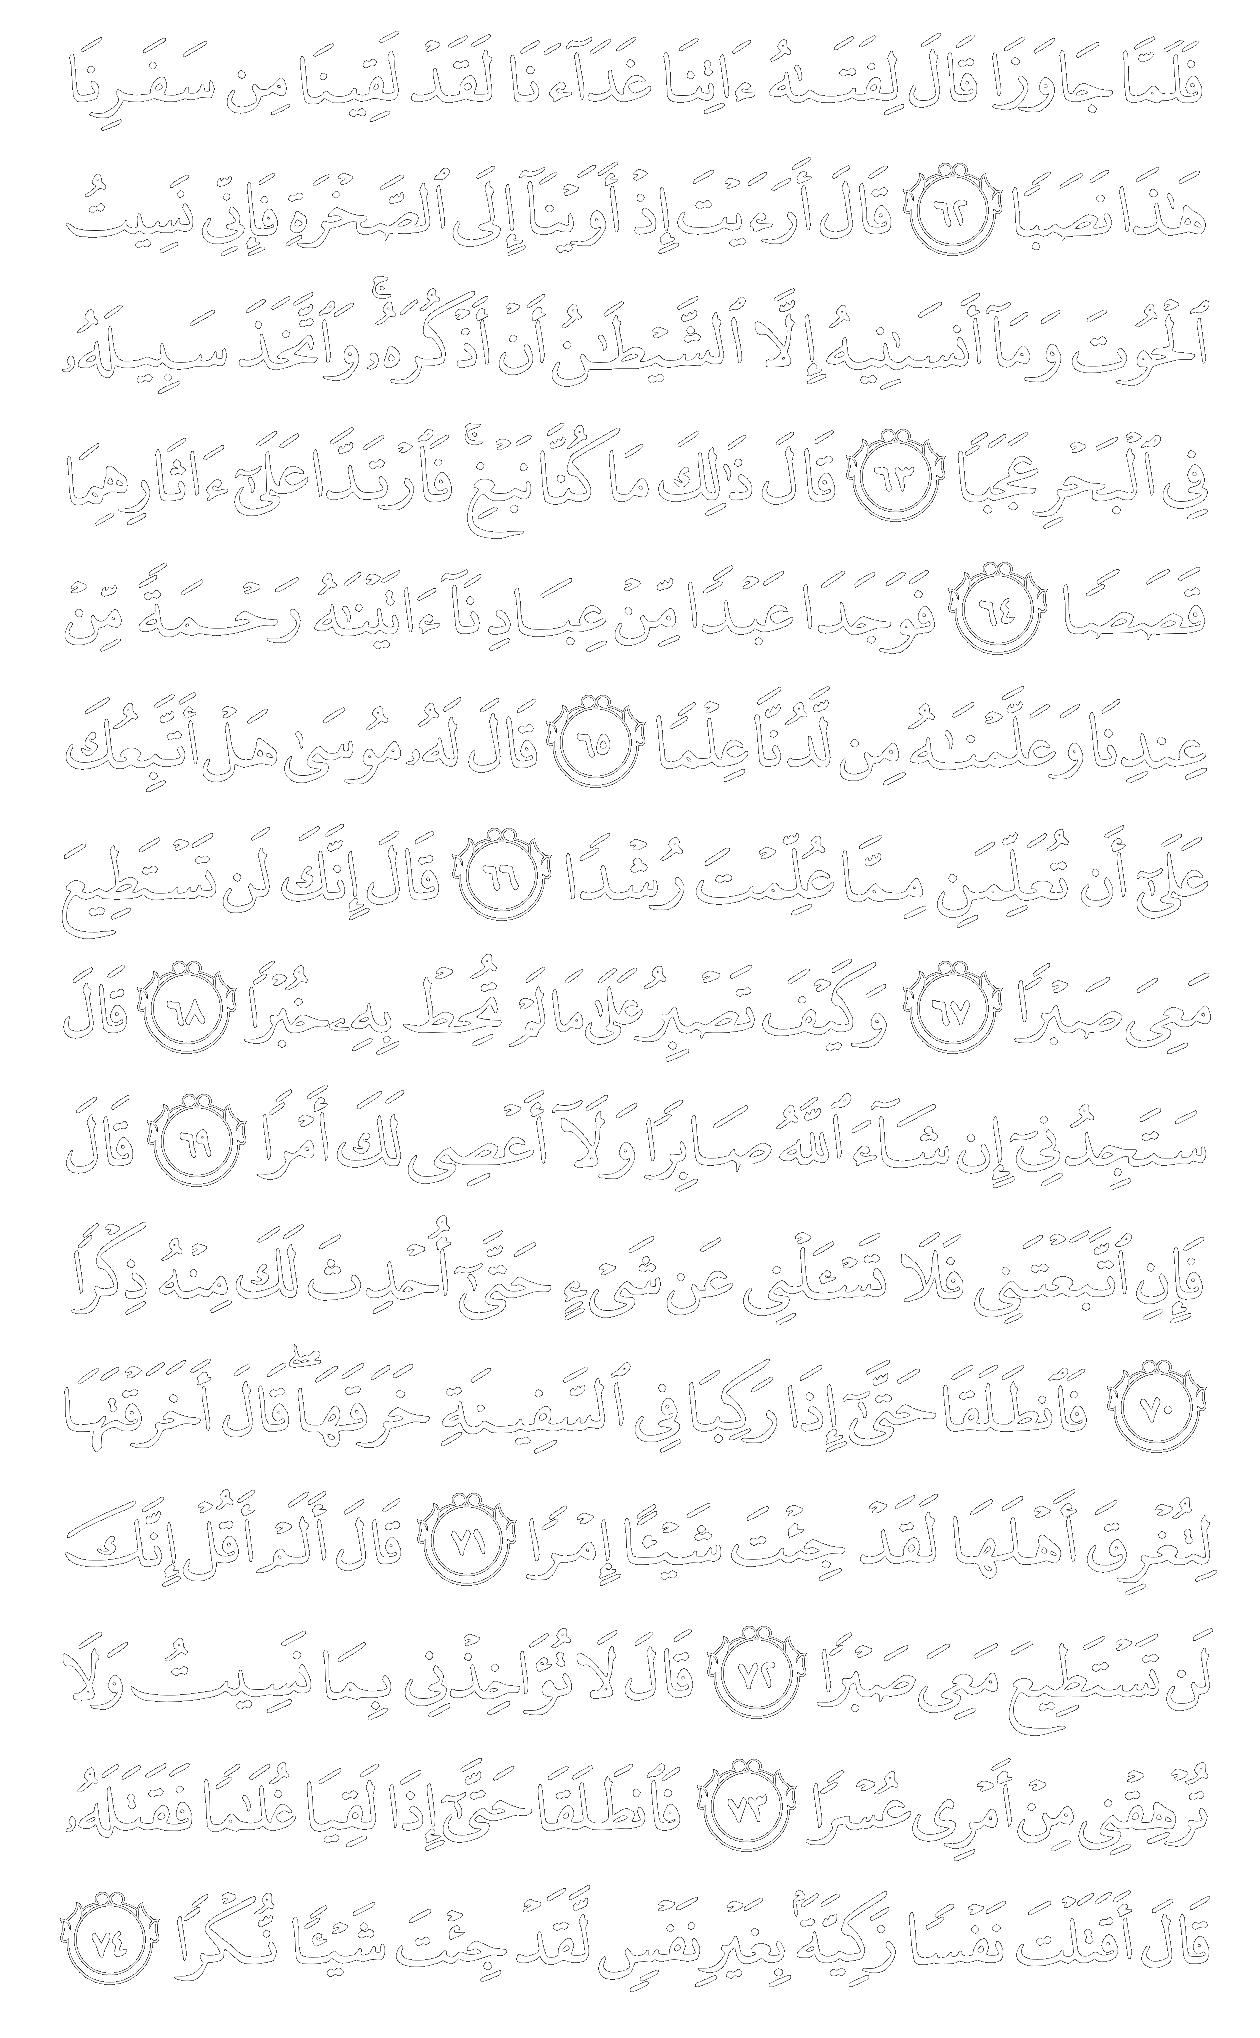 فَلَمَّا جَاوَزَا قَالَ لِفَتَىٰهُ ءَاتِنَا غَدَآءَنَا لَقَدْ لَقِينَا مِن سَفَرِنَا
هَـٰذَا نَصَبًا ٦٢ قَالَ أَرَءَيْتَ إِذْ أَوَيْنَآ إِلَى ٱلصَّخْرَةِ فَإِنِّى نَسِيتُ
ٱلْحُوتَ وَمَآ أَنسَىٰنِيهُ إِلَّا ٱلشَّيْطَـٰنُ أَنْ أَذْكُرَهُۥ ۚ وَٱتَّخَذَ سَبِيلَهُۥ
فِى ٱلْبَحْرِ عَجَبًا ٦٣ قَالَ ذَٰلِكَ مَا كُنَّا نَبْغِ ۚ فَٱرْتَدَّا عَلَىٰٓ ءَاثَارِهِمَا
قَصَصًا ٦٤ فَوَجَدَا عَبْدًا مِّنْ عِبَادِنَآ ءَاتَيْنَـٰهُ رَحْمَةً مِّنْ
عِندِنَا وَعَلَّمْنَـٰهُ مِن لَّدُنَّا عِلْمًا ٦٥ قَالَ لَهُۥ مُوسَىٰ هَلْ أَتَّبِعُكَ
عَلَىٰٓ أَن تُعَلِّمَنِ مِمَّا عُلِّمْتَ رُشْدًا ٦٦ قَالَ إِنَّكَ لَن تَسْتَطِيعَ
مَعِىَ صَبْرًا ٦٧ وَكَيْفَ تَصْبِرُ عَلَىٰ مَا لَمْ تُحِطْ بِهِۦ خُبْرًا ٦٨ قَالَ
سَتَجِدُنِىٓ إِن شَآءَ ٱللَّهُ صَابِرًا وَلَآ أَعْصِى لَكَ أَمْرًا ٦٩ قَالَ
فَإِنِ ٱتَّبَعْتَنِى فَلَا تَسْـَٔلْنِى عَن شَىْءٍ حَتَّىٰٓ أُحْدِثَ لَكَ مِنْهُ ذِكْرًا
٧٠ فَٱنطَلَقَا حَتَّىٰٓ إِذَا رَكِبَا فِى ٱلسَّفِينَةِ خَرَقَهَا ۖ قَالَ أَخَرَقْتَهَا
لِتُغْرِقَ أَهْلَهَا لَقَدْ جِئْتَ شَيْـًٔا إِمْرًا ٧١ قَالَ أَلَمْ أَقُلْ إِنَّكَ
لَن تَسْتَطِيعَ مَعِىَ صَبْرًا ٧٢ قَالَ لَا تُؤَاخِذْنِى بِمَا نَسِيتُ وَلَا
تُرْهِقْنِى مِنْ أَمْرِى عُسْرًا ٧٣ فَٱنطَلَقَا حَتَّىٰٓ إِذَا لَقِيَا غُلَـٰمًا فَقَتَلَهُۥ
قَالَ أَقَتَلْتَ نَفْسًا زَكِيَّةًۢ بِغَيْرِ نَفْسٍ لَّقَدْ جِئْتَ شَيْـًٔا نُّكْرًا ٧٤